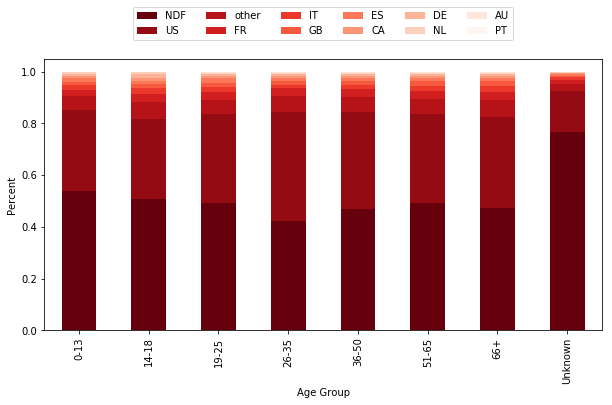 NDF other IT ES DE AU
US FR GB CA NL PT
1.0
0.8
0.6
0.4
0.2
0.0
Percent
0-13 14-18 19-25 26-35 36-50 51-65 66+ Unknown
Age Group